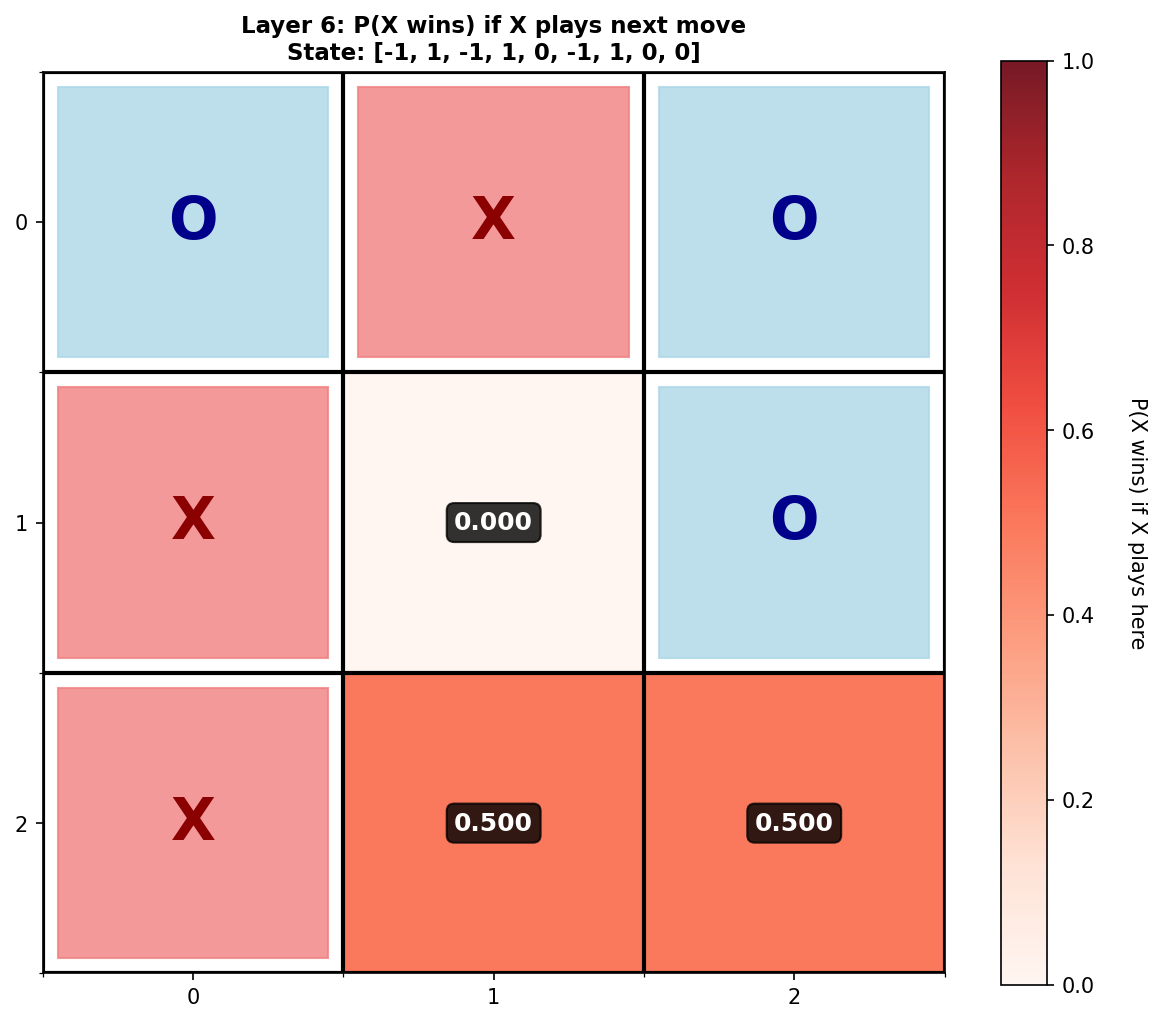 Layer 6: P(X wins) if X plays next move
State: [-1, 1, -1, 1, 0, -1, 1, 0, 0]
0
O
X
O
1
X
0.000
O
2
X
0.500
0.500
0
1
2
1.0
0.8
0.6
0.4
0.2
0.0
P(X wins) if X plays here